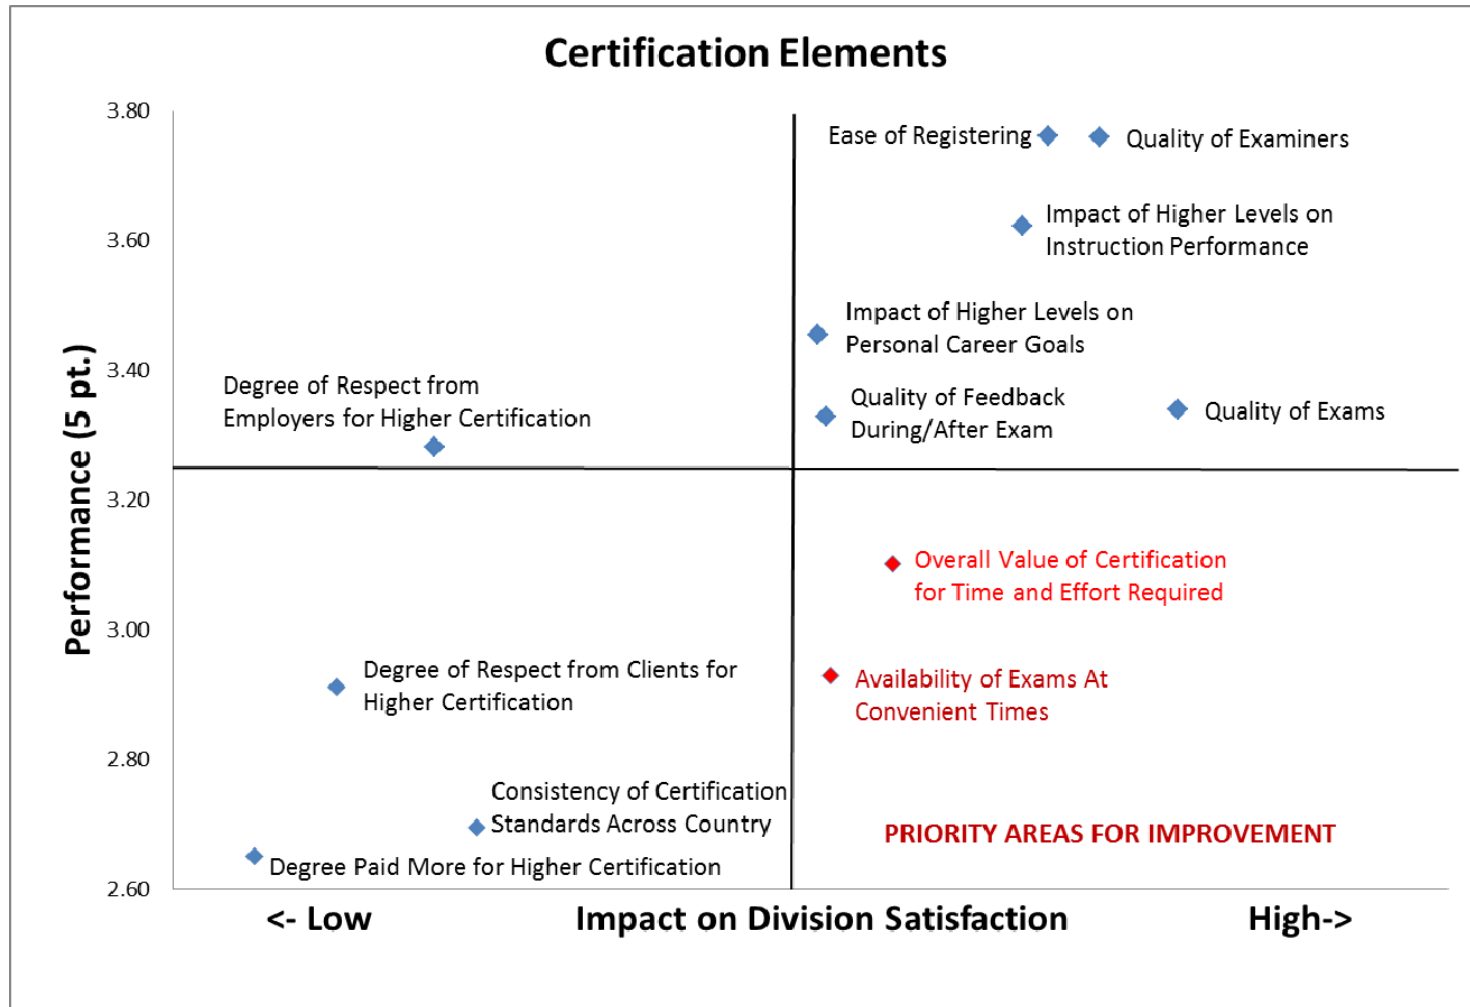 Certification Elements
3.80
3.60
3.40
3.20
3.00
2.80
2.60
Performance (5 pt.)
Ease of Registering
Quality of Examiners
Impact of Higher Levels on
Instruction Performance
Impact of Higher Levels on
Personal Career Goals
Degree of Respect from
Employers for Higher Certification
Quality of Feedback
During/After Exam
Quality of Exams
Overall Value of Certification
for Time and Effort Required
Degree of Respect from Clients for
Higher Certification
Availability of Exams At
Convenient Times
Consistency of Certification
Standards Across Country
PRIORITY AREAS FOR IMPROVEMENT
Degree Paid More for Higher Certification
<- Low
Impact on Division Satisfaction
High->